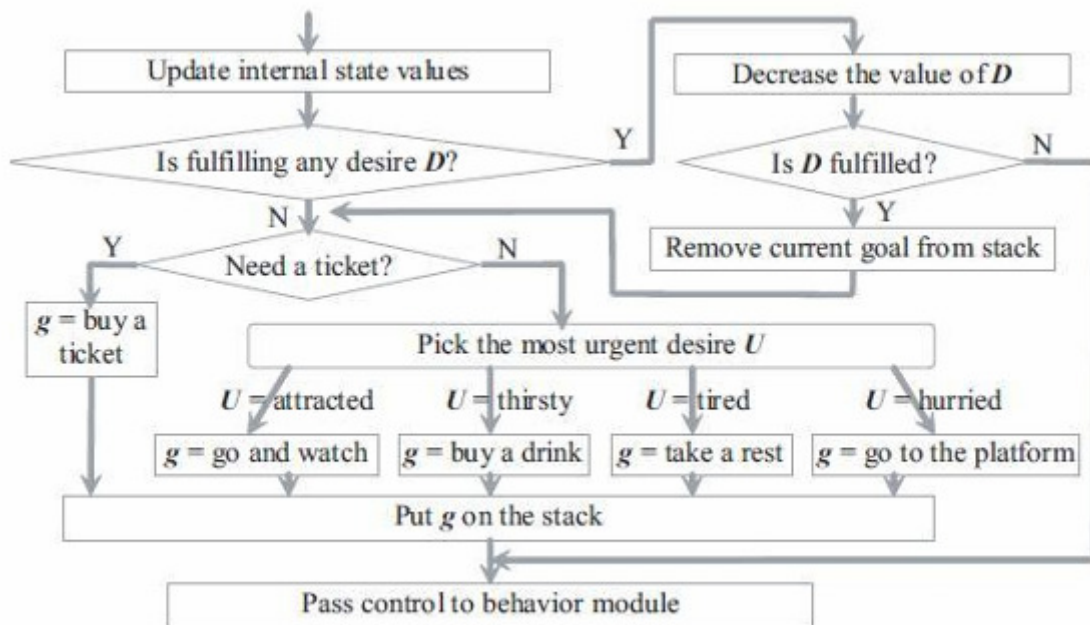 Update internal state values
Decrease the value of D
Is fulfilling any desire D?
Y
Is D fulfilled?
N
N
Y
Y
Need a ticket?
N
Remove current goal from stack
g = buy a
ticket
Pick the most urgent desire U
U = attracted
U = thirsty
U = tired
U = hurried
g = go and watch
g = buy a drink
g = take a rest
g = go to the platform
Put g on the stack
Pass control to behavior module